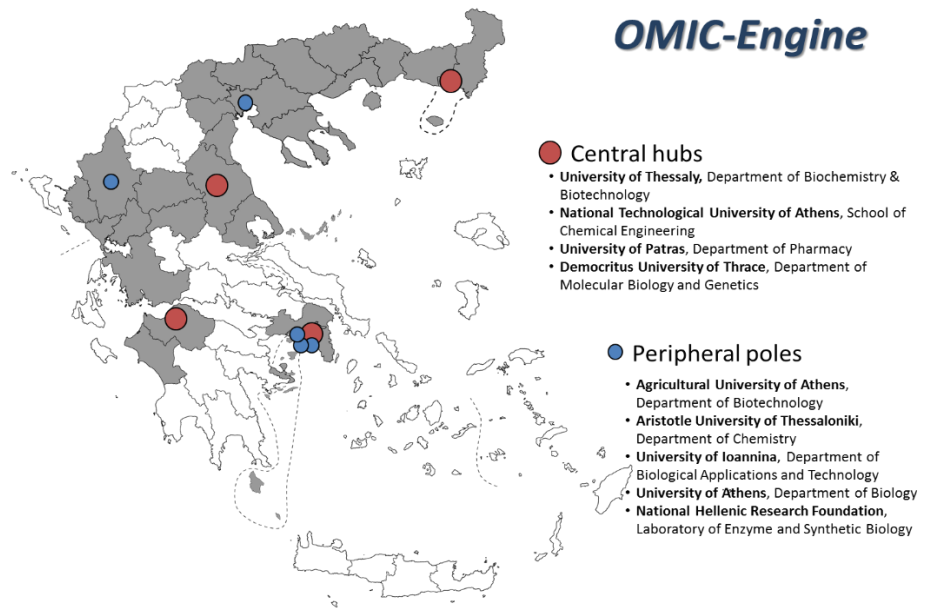 OMIC-Engine
Central hubs
• University of Thessaly, Department of Biochemistry &
Biotechnology
• National Technological University of Athens, School of
Chemical Engineering
• University of Patras, Department of Pharmacy
• Democritus University of Thrace, Department of
Molecular Biology and Genetics
Peripheral poles
• Agricultural University of Athens,
Department of Biotechnology
• Aristotle University of Thessaloniki,
Department of Chemistry
• University of Ioannina, Department of
Biological Applications and Technology
• University of Athens, Department of Biology
• National Hellenic Research Foundation,
Laboratory of Enzyme and Synthetic Biology